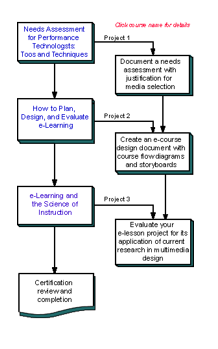 Click course name for details
Needs Assessment
for Performance
Technologists:
Toos and Techniques
Project 1
Document a needs
assessment with
justification for
media selection
How to Plan,
Design, and Evaluate
e-Learning
Project 2
Create an e-course
design document with
course flow diagrams
and storyboards
e-Learning and
the Science of
Instruction
Project 3
Evaluate your
e-lesson project for its
application of current
research in multimedia
design
Certification
review and
completion